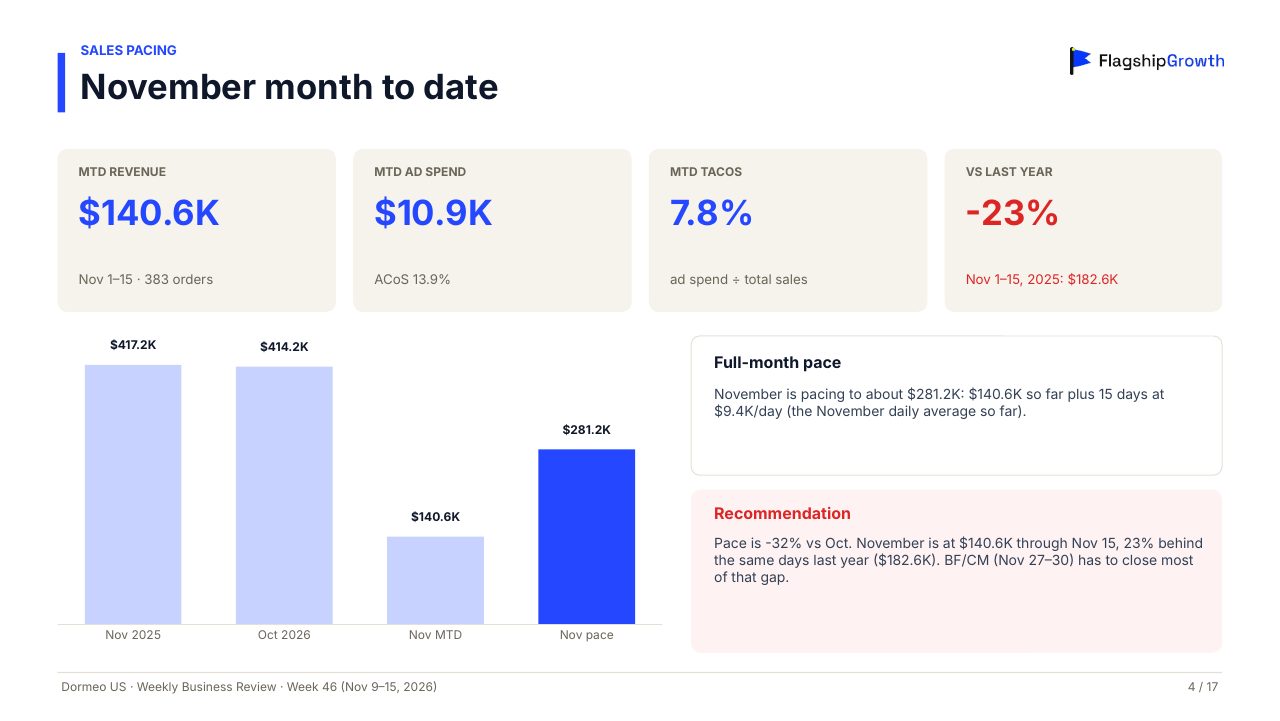 SALES PACING
November month to date
FlagshipGrowth
MTD REVENUE
$140.6K
Nov 1–15 · 383 orders
MTD AD SPEND
$10.9K
ACoS 13.9%
MTD TACOS
7.8%
ad spend ÷ total sales
VS LAST YEAR
-23%
Nov 1–15, 2025: $182.6K
$417.2K
$414.2K
$140.6K
$281.2K
Nov 2025
Oct 2026
Nov MTD
Nov pace
Full-month pace
November is pacing to about $281.2K: $140.6K so far plus 15 days at
$9.4K/day (the November daily average so far).
Recommendation
Pace is -32% vs Oct. November is at $140.6K through Nov 15, 23% behind
the same days last year ($182.6K). BF/CM (Nov 27–30) has to close most
of that gap.
Dormeo US · Weekly Business Review · Week 46 (Nov 9–15, 2026)
4 / 17